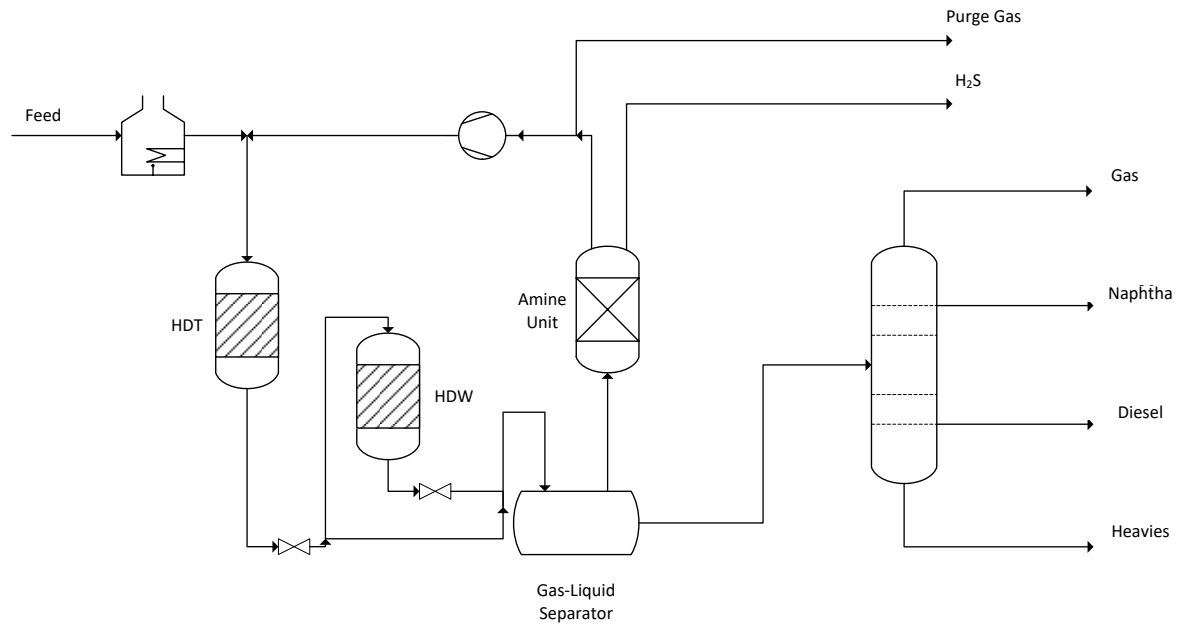 Purge Gas
H₂S
Feed
Gas
Naphtha
Amine
Unit
HDT
HDW
Diesel
Heavies
Gas-Liquid
Separator